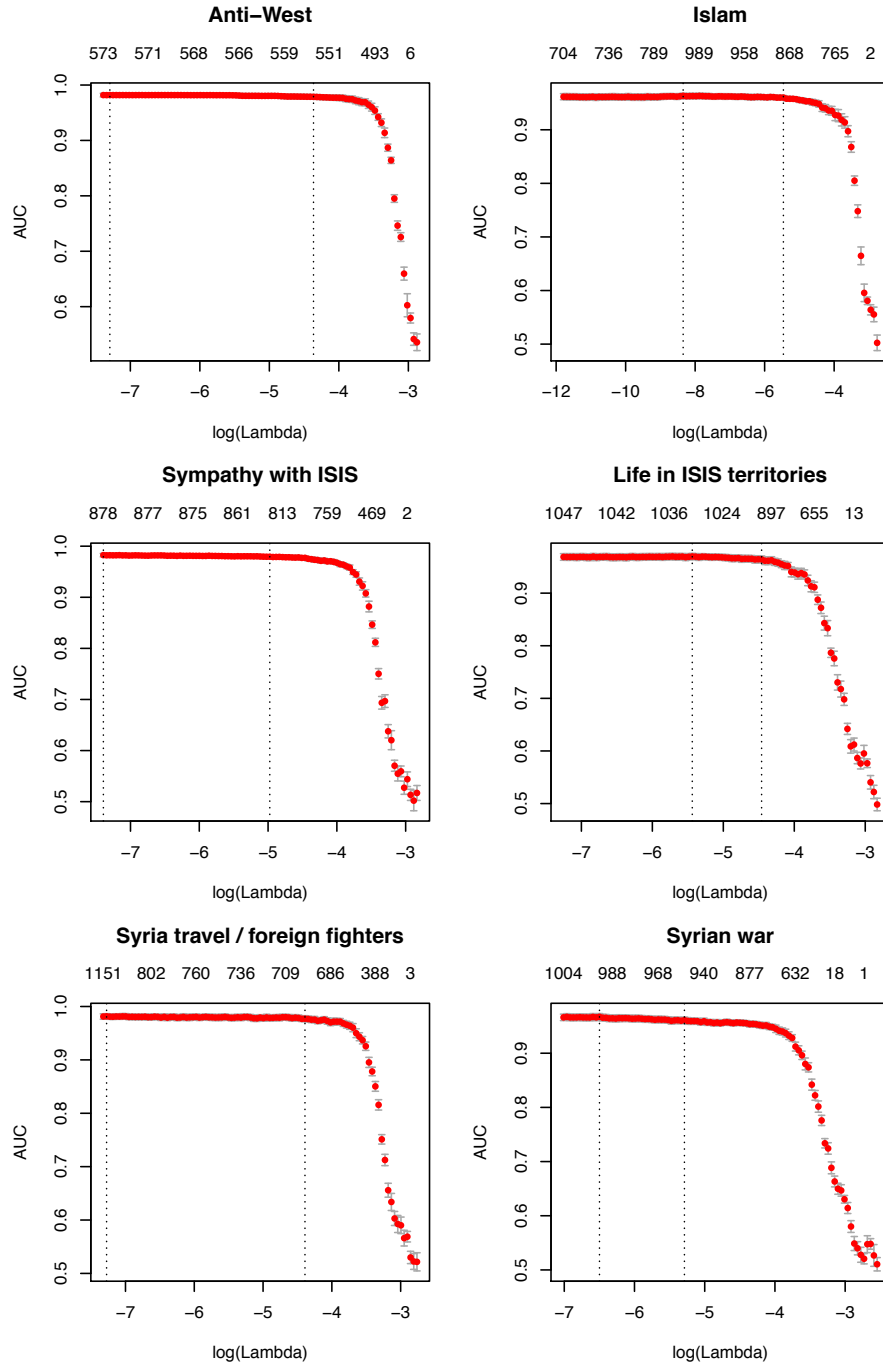 Anti−West
573 571 568 566 559 551 493 6
1.0
0.9
0.8
0.7
0.6
AUC
−7 −6 −5 −4 −3
log(Lambda)
Islam
704 736 789 989 958 868 765 2
0.9
0.8
0.7
0.6
0.5
AUC
−12 −10 −8 −6 −4
log(Lambda)
Sympathy with ISIS
878 877 875 861 813 759 469 2
1.0
0.9
0.8
0.7
0.6
0.5
AUC
−7 −6 −5 −4 −3
log(Lambda)
Life in ISIS territories
1047 1042 1036 1024 897 655 13
0.9
0.8
0.7
0.6
0.5
AUC
−7 −6 −5 −4 −3
log(Lambda)
Syria travel / foreign fighters
1151 802 760 736 709 686 388 3
1.0
0.9
0.8
0.7
0.6
0.5
AUC
−7 −6 −5 −4 −3
log(Lambda)
Syrian war
1004 988 968 940 877 632 18 1
0.9
0.8
0.7
0.6
0.5
AUC
−7 −6 −5 −4 −3
log(Lambda)